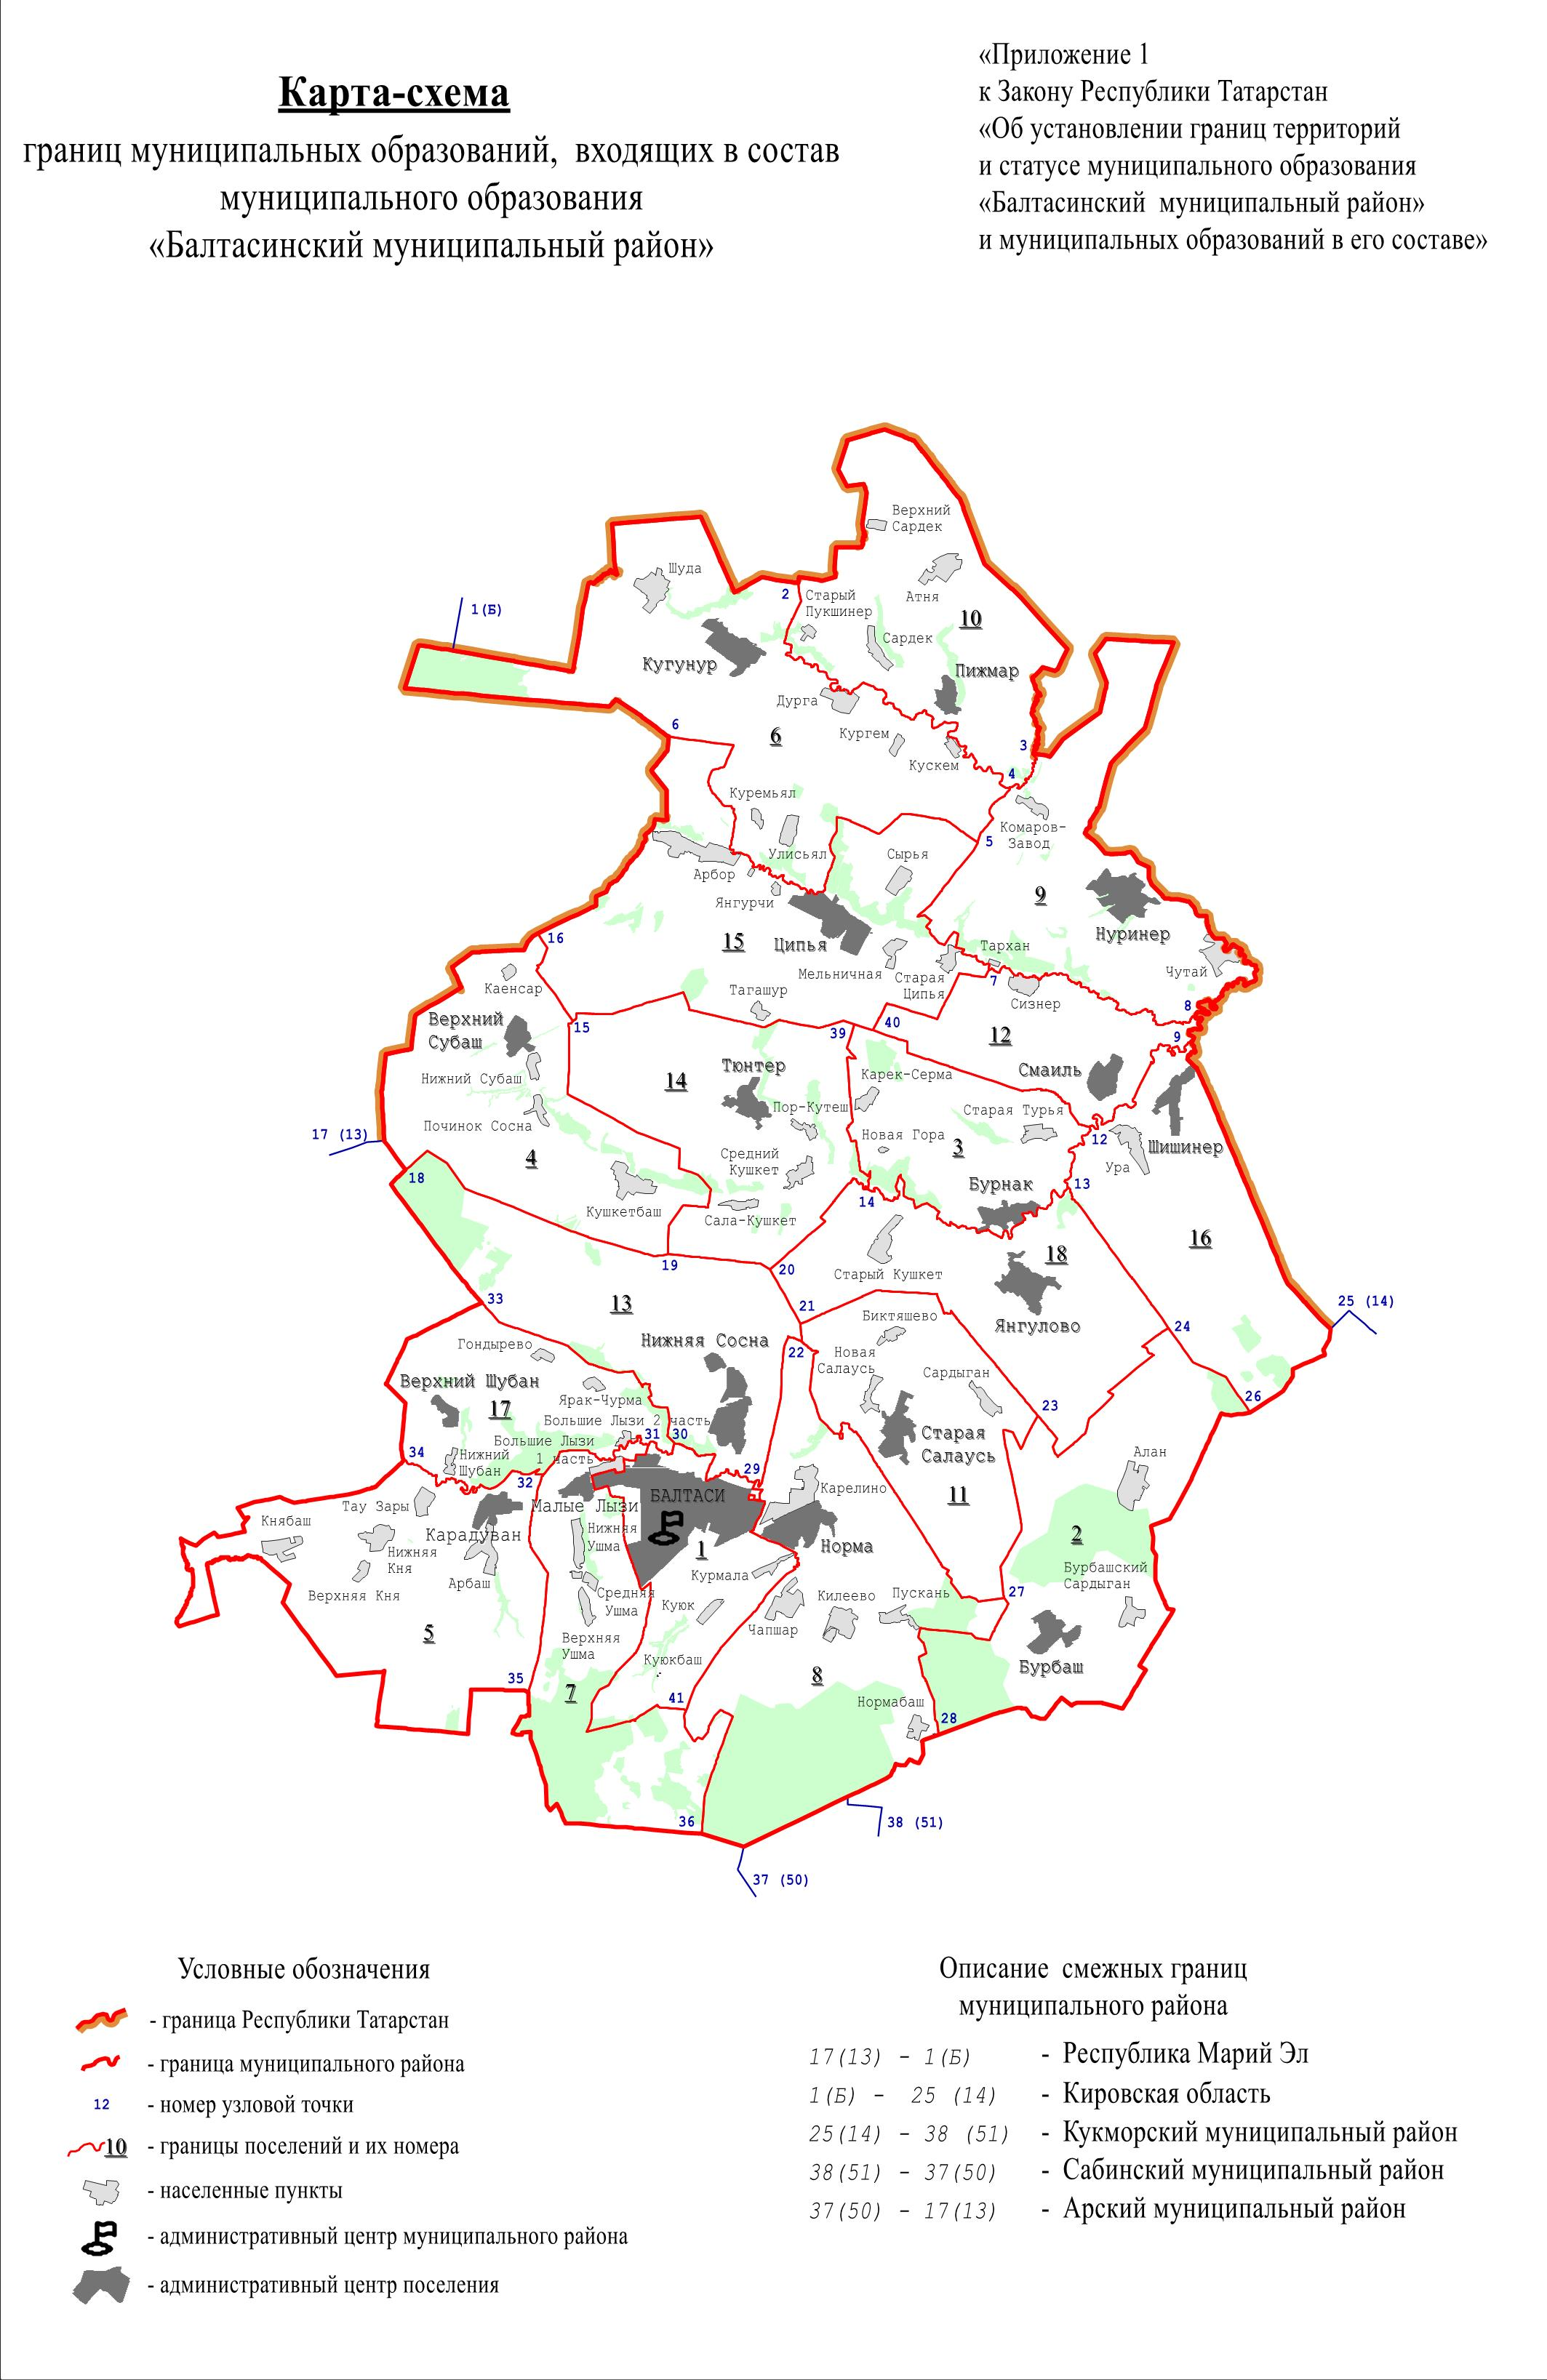 Карта-схема
границ муниципальных образований, входящих в состав
муниципального образования
«Балтасинский муниципальный район»
«Приложение 1
к Закону Республики Татарстан
«Об установлении границ территорий
и статусе муниципального образования
«Балтасинский муниципальный район»
и муниципальных образований в его составе»
Верхний
Сардек
Шуда
Атня
2
Старый
Пукшинер
1(Б)
10
Сардек
Кугунур
Пижмар
Дурга
6
6
Кургем
3
Кускем
4
Куремьял
Комаров-
Завод
5
Улисьял
Сырья
Арбор
9
Янгурчи
Нуринер
16
15
Ципья
Тархан
Мельничная
Старая
Ципья
Чутай
7
Каенсар
Тагашур
Сизнер
8
Верхний
Субаш
15
39
40
12
9
Тюнтер
Смаиль
Нижний Субаш
14
Карек-Серма
Пор-Кутеш
Старая Турья
Починок Сосна
17 (13)
Новая Гора
12
Шишинер
4
Средний
Кушкет
3
Ура
18
Бурнак
13
14
Кушкетбаш
Сала-Кушкет
16
18
19
20
Старый Кушкет
33
13
21
Биктяшево
Янгулово
24
25 (14)
Гондырево
Нижняя Сосна
22
Новая
Салаусь
Сардыган
Верхний Шубан
17
Ярак-Чурма
23
26
Большие Лызи 2 часть
31
30
Старая
Салаусь
Большие Лызи
1 часть
34
Нижний
Шубан
Алан
32
29
БАЛТАСИ
Карелино
11
Тау Зары
Малые Лызи
Княбаш
Карадуван
Нижняя
Ушма
2
Нижняя
Кня
1
Норма
Курмала
Бурбашский
Сардыган
Верхняя Кня
Арбаш
Средняя
Ушма
Куюк
Килеево
Пускань
27
5
Верхняя
Ушма
Чапшар
Куюкбаш
Бурбаш
35
8
7
41
Нормабаш
28
36
38 (51)
37 (50)
Условные обозначения
- граница Республики Татарстан
- граница муниципального района
12
- номер узловой точки
10
- границы поселений и их номера
- населенные пункты
- административный центр муниципального района
- административный центр поселения
Описание смежных границ
муниципального района
17(13) - 1(Б) - Республика Марий Эл
1(Б) - 25 (14) - Кировская область
25(14) - 38 (51) - Кукморский муниципальный район
38(51) - 37(50) - Сабинский муниципальный район
37(50) - 17(13) - Арский муниципальный район